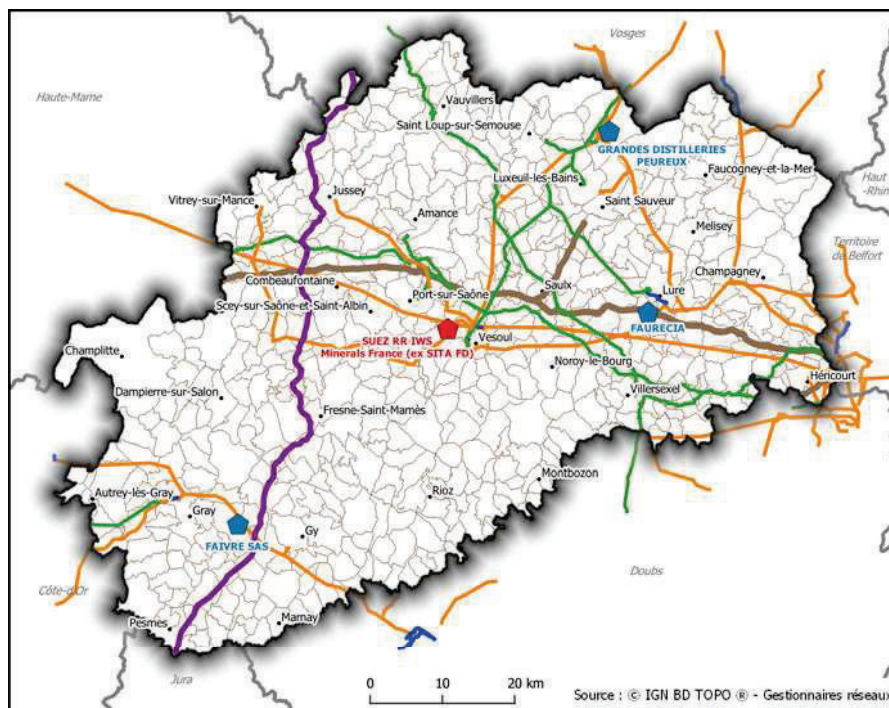 Vosges
Haute-Marne
Vauvillers
Saint Loup-sur-Semouse
GRANDES DISTILLERIES
PEUREUX
Luxeuil-les-Bains
Faucogney-et-la-Mer
Haut
-Rhin
Vitrey-sur-Mance
Jussey
Saint Sauveur
Amance
Melisey
Territoire
de Belfort
Combeaufontaine
Champagney
Lure
Saulx
Port-sur-Saône
Scey-sur-Saône-et-Saint-Albin
FAURECIA
SUEZ RR IWS
Minerals France (ex SITA FD)
Vesoul
Champlitte
Noroy-le-Bourg
Héricourt
Dampierre-sur-Salon
Villersexel
Fresne-Saint-Mamès
Montbozon
Autrey-lès-Gray
Rioz
Gray
Gy
FAIVRE SAS
Côte-d'Or
Doubs
Pesmes
Marnay
Jura
0 10 20 km
Source : © IGN BD TOPO ® - Gestionnaires réseaux